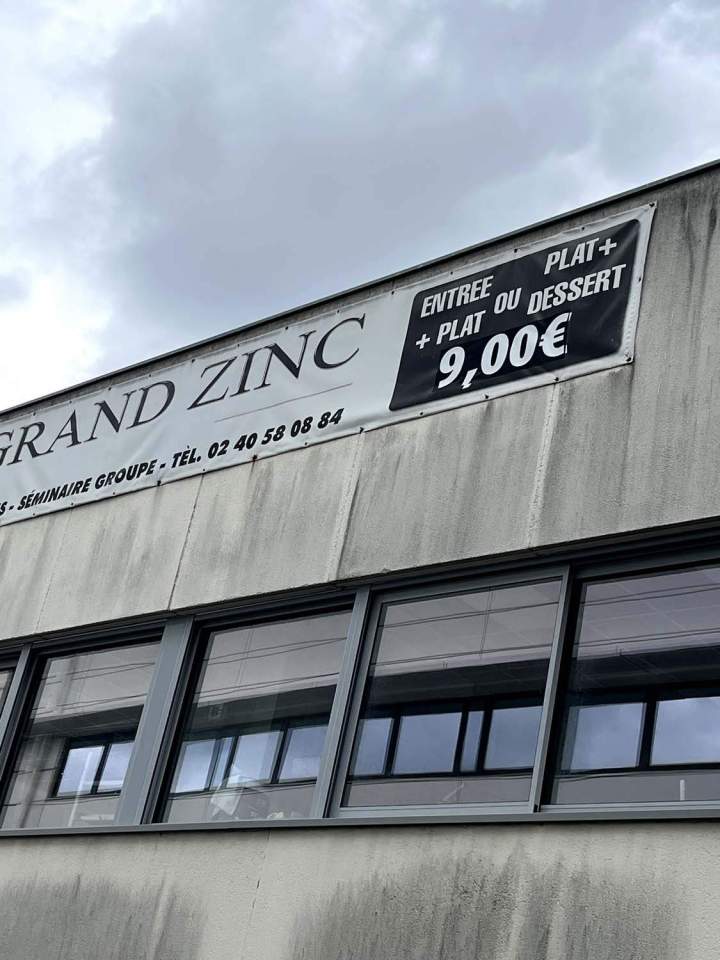 GRAND ZINC
- SÉMINAIRE GROUPE - TÉL. 02 40 58 08 84
ENTREE + PLAT OU PLAT + DESSERT
9,00€